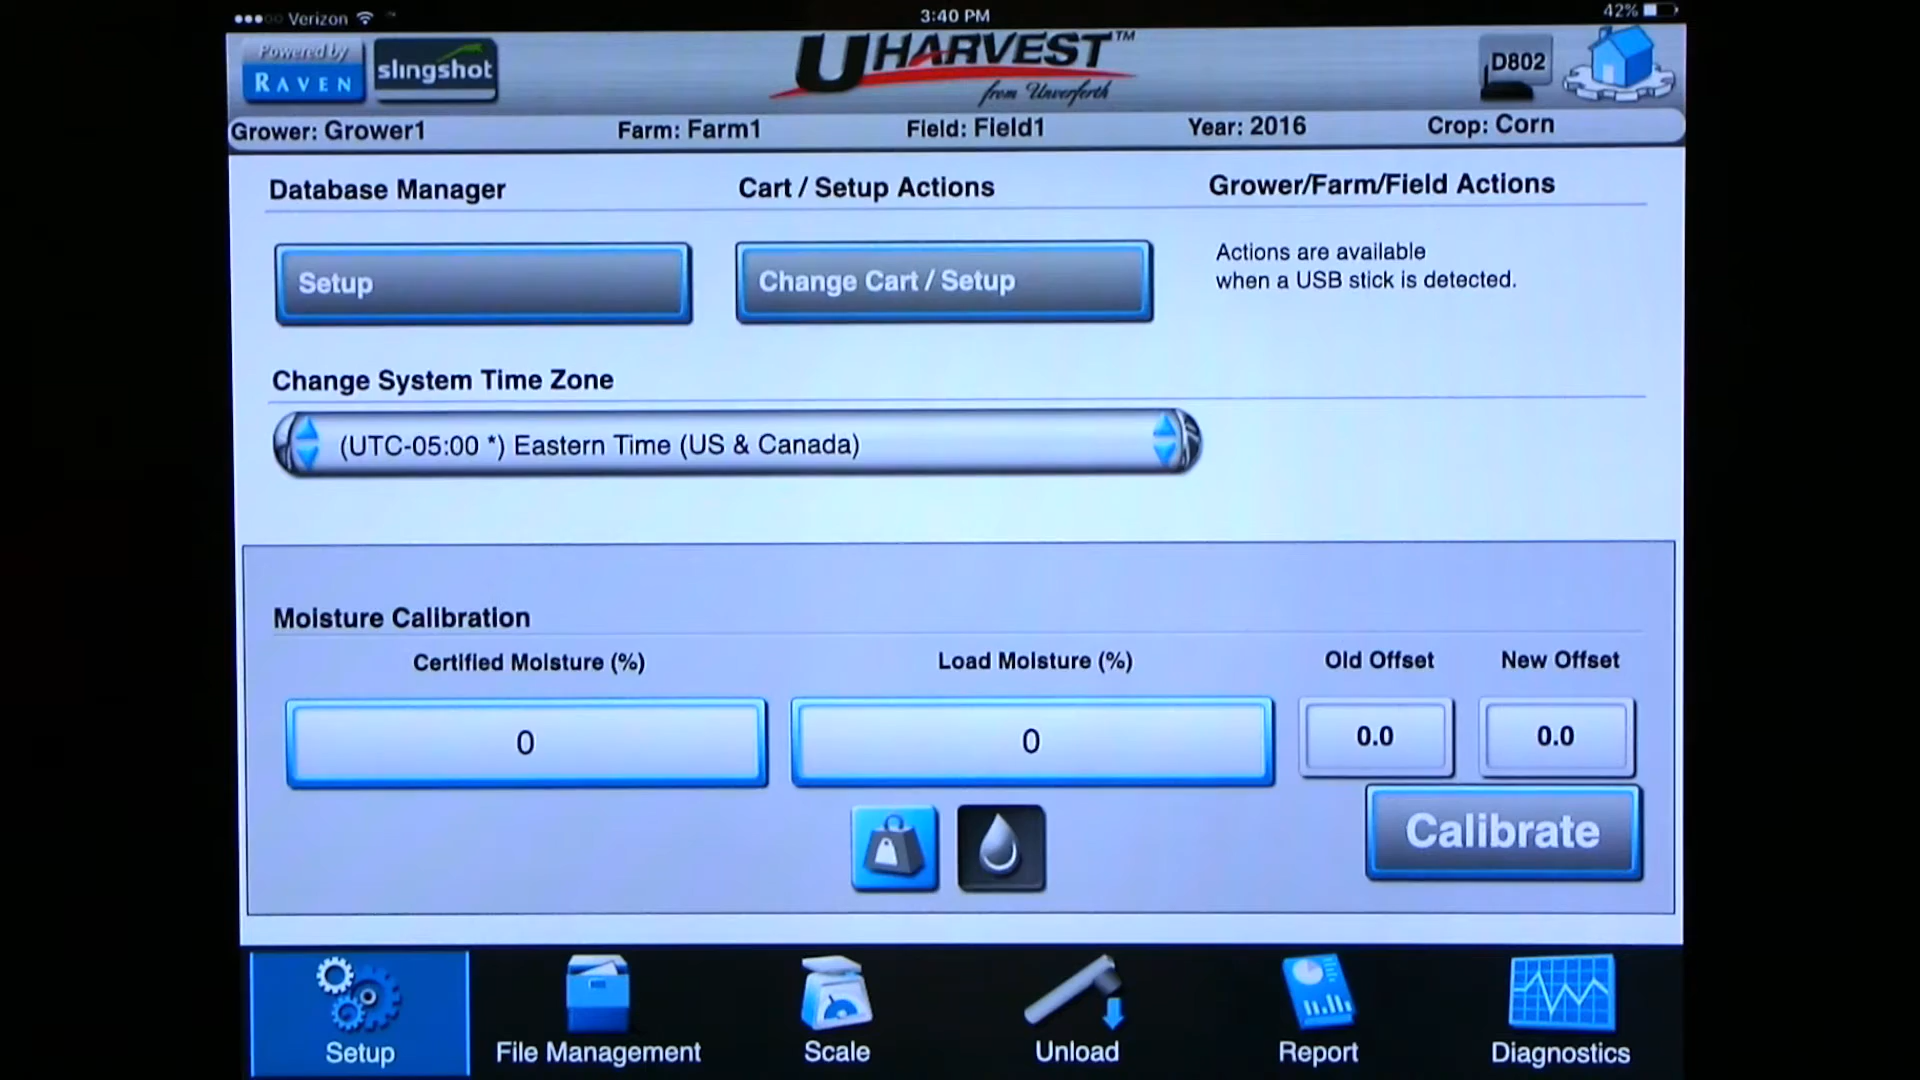 Verizon 3:40 PM 42%
Powered by
RAVEN
slingshot
UHARVEST™
from Unverferth
D802
Grower: Grower1 Farm: Farm1 Field: Field1 Year: 2016 Crop: Corn
Database Manager Cart / Setup Actions Grower/Farm/Field Actions
Setup Change Cart / Setup
Actions are available
when a USB stick is detected.
Change System Time Zone
(UTC-05:00 *) Eastern Time (US & Canada)
Moisture Calibration
Certified Moisture (%) Load Moisture (%) Old Offset New Offset
0 0 0.0 0.0
Calibrate
Setup File Management Scale Unload Report Diagnostics